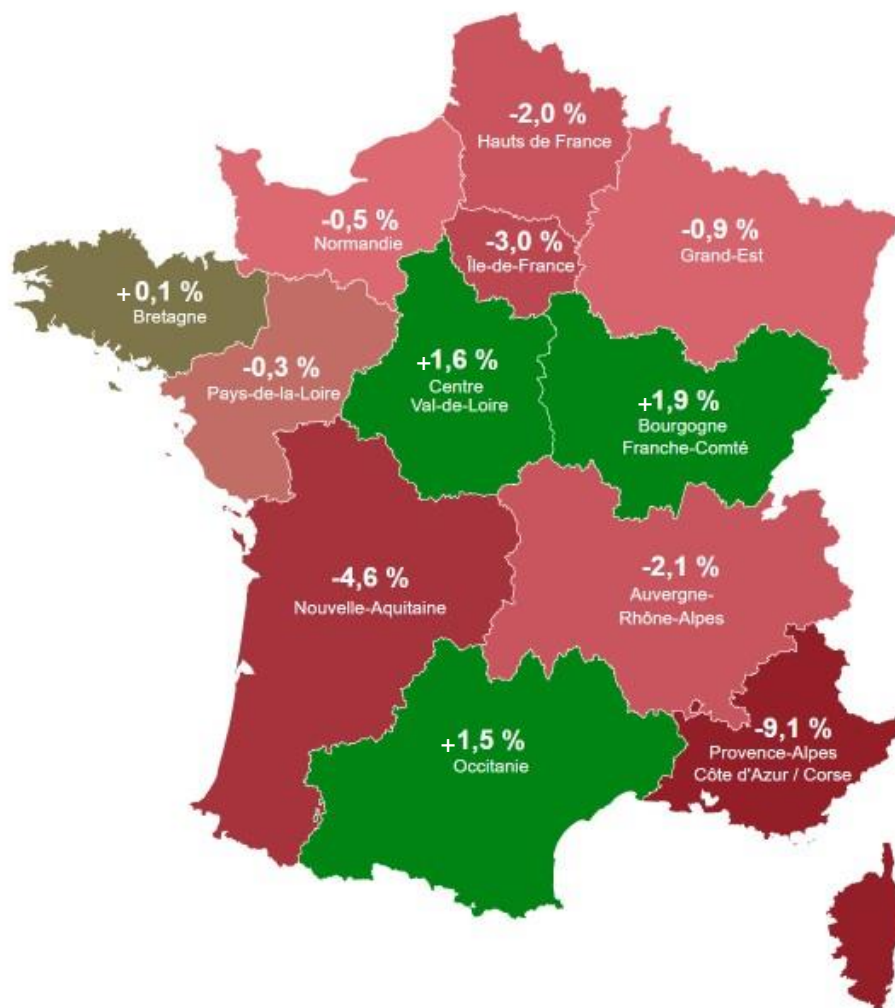 -2,0 %
Hauts de France
-0,5 %
Normandie
-3,0 %
Île-de-France
-0,9 %
Grand-Est
+0,1 %
Bretagne
-0,3 %
Pays-de-la-Loire
+1,6 %
Centre
Val-de-Loire
+1,9 %
Bourgogne
Franche-Comté
-4,6 %
Nouvelle-Aquitaine
-2,1 %
Auvergne-
Rhône-Alpes
+1,5 %
Occitanie
-9,1 %
Provence-Alpes
Côte d'Azur / Corse